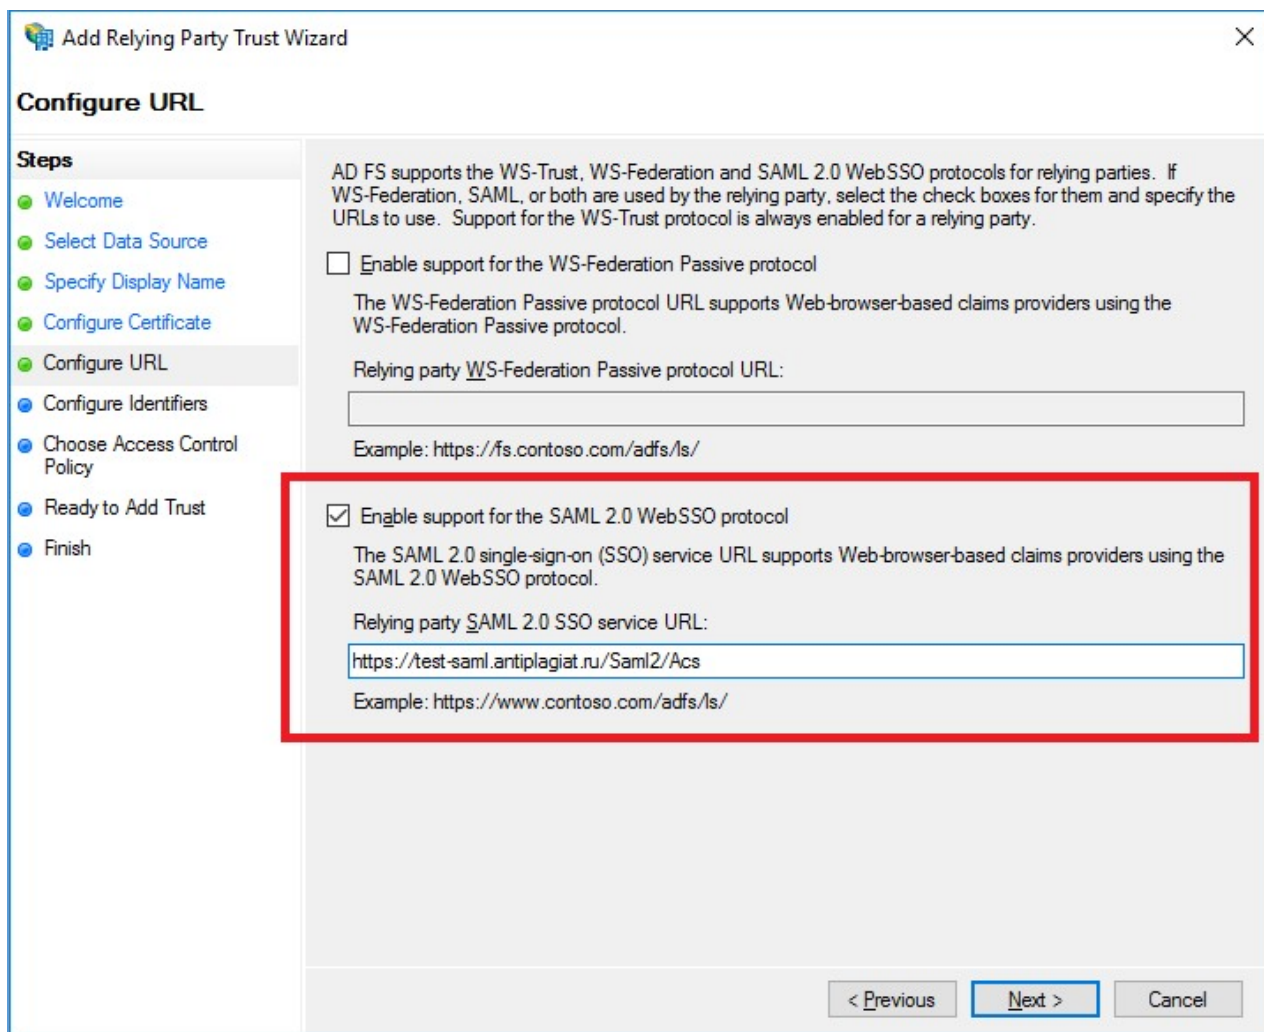 Add Relying Party Trust Wizard
Configure URL
Steps
Welcome
Select Data Source
Specify Display Name
Configure Certificate
Configure URL
Configure Identifiers
Choose Access Control
Policy
Ready to Add Trust
Finish
AD FS supports the WS-Trust, WS-Federation and SAML 2.0 WebSSO protocols for relying parties. If
WS-Federation, SAML, or both are used by the relying party, select the check boxes for them and specify the
URLs to use. Support for the WS-Trust protocol is always enabled for a relying party.
Enable support for the WS-Federation Passive protocol
The WS-Federation Passive protocol URL supports Web-browser-based claims providers using the
WS-Federation Passive protocol.
Relying party WS-Federation Passive protocol URL:
Example: https://fs.contoso.com/adfs/ls/
Enable support for the SAML 2.0 WebSSO protocol
The SAML 2.0 single-sign-on (SSO) service URL supports Web-browser-based claims providers using the
SAML 2.0 WebSSO protocol.
Relying party SAML 2.0 SSO service URL:
https://test-saml.antiplagiat.ru/Saml2/Acs
Example: https://www.contoso.com/adfs/ls/
< Previous
Next >
Cancel